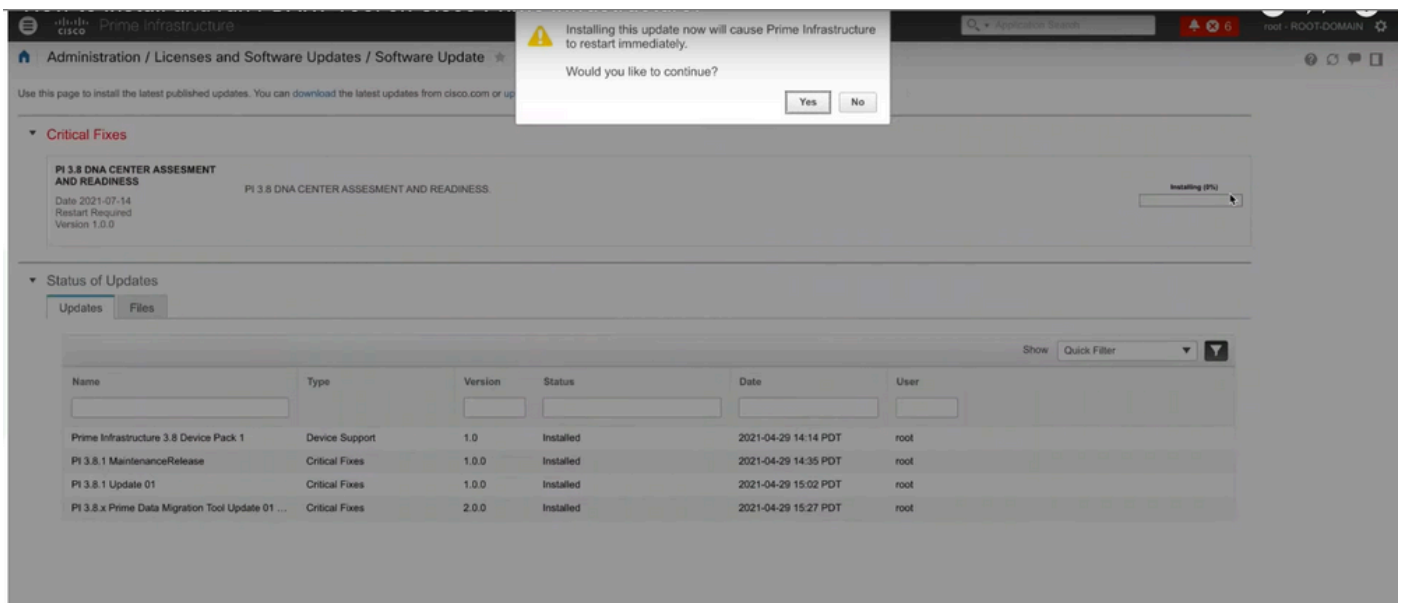 cisco Prime Infrastructure
Application Search
6
root - ROOT-DOMAIN
Installing this update now will cause Prime Infrastructure
to restart immediately.
Would you like to continue?
Yes
No
Administration / Licenses and Software Updates / Software Update
Use this page to install the latest published updates. You can download the latest updates from cisco.com or up
Critical Fixes
PI 3.8 DNA CENTER ASSESMENT
AND READINESS
PI 3.8 DNA CENTER ASSESMENT AND READINESS.
Date 2021-07-14
Restart Required
Version 1.0.0
Installing (0%)
Status of Updates
Updates Files
Show Quick Filter
Name Type Version Status Date User
Prime Infrastructure 3.8 Device Pack 1 Device Support 1.0 Installed 2021-04-29 14:14 PDT root
PI 3.8.1 MaintenanceRelease Critical Fixes 1.0.0 Installed 2021-04-29 14:35 PDT root
PI 3.8.1 Update 01 Critical Fixes 1.0.0 Installed 2021-04-29 15:02 PDT root
PI 3.8.x Prime Data Migration Tool Update 01 ... Critical Fixes 2.0.0 Installed 2021-04-29 15:27 PDT root